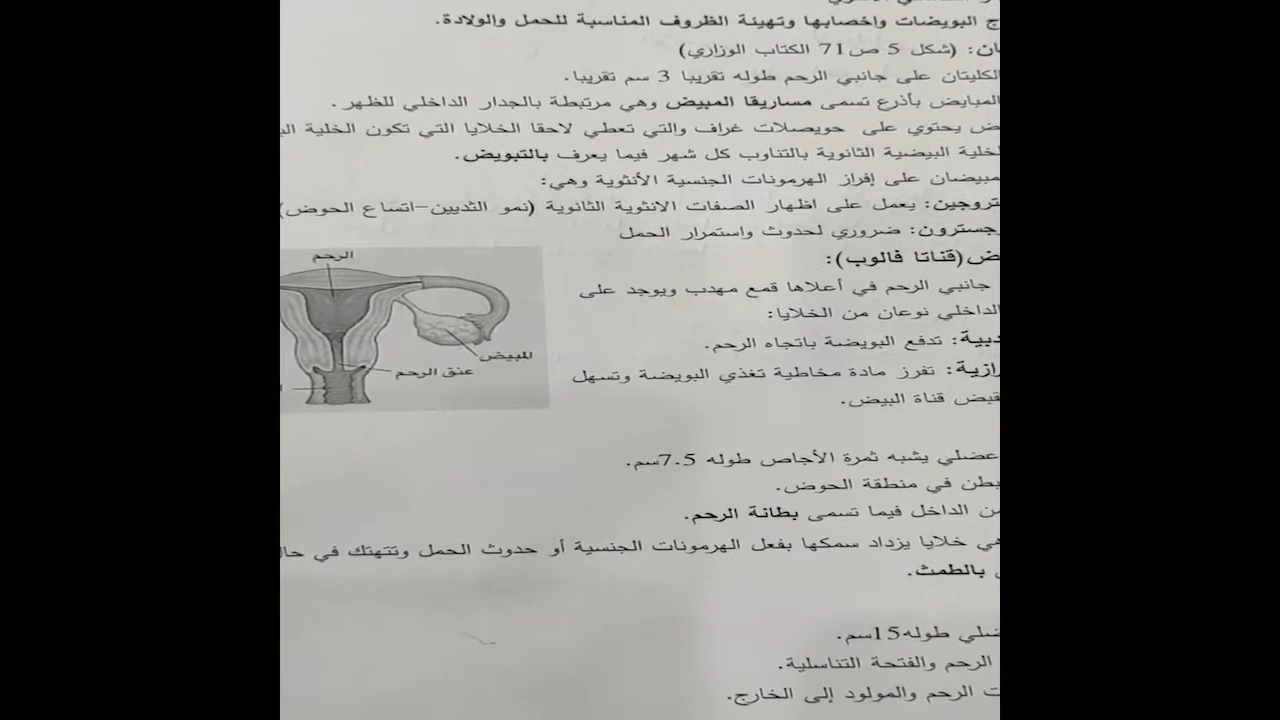 ج البويضات واخصابها وتهيئة الظروف المناسبة للحمل والولادة.
ان: (شكل 5 ص71 الكتاب الوزاري)
الكليتان على جانبي الرحم طوله تقريبا 3 سم تقريبا.
المبايض بأذرع تسمى مساريقا المبيض وهي مرتبطة بالجدار الداخلي للظهر.
ض يحتوي على حويصلات غراف والتي تعطي لاحقا الخلايا التي تكون الخلية
لخلية البيضية الثانوية بالتناوب كل شهر فيما يعرف بالتبويض.
مبيضان على إفراز الهرمونات الجنسية الأنثوية وهي:
تروجين: يعمل على اظهار الصفات الانثوية الثانوية (نمو الثديين-اتساع الحوض)
جسترون: ضروري لحدوث واستمرار الحمل
ض (قناتا فالوب):
جانبي الرحم في أعلاها قمع مهدب ويوجد على
لداخلي نوعان من الخلايا:
دبية: تدفع البويضة باتجاه الرحم.
رازية: تفرز مادة مخاطية تغذي البويضة وتسهل
قبض قناة البيض.
الرحم
المبيض
عنق الرحم
عضلي يشبه ثمرة الأجاص طوله 7.5سم.
بطن في منطقة الحوض.
من الداخل فيما تسمى بطانة الرحم.
هي خلايا يزداد سمكها بفعل الهرمونات الجنسية أو حدوث الحمل وتتهتك في حا
بالطمث.
ضلي طوله15سم.
الرحم والفتحة التناسلية.
ت الرحم والمولود إلى الخارج.